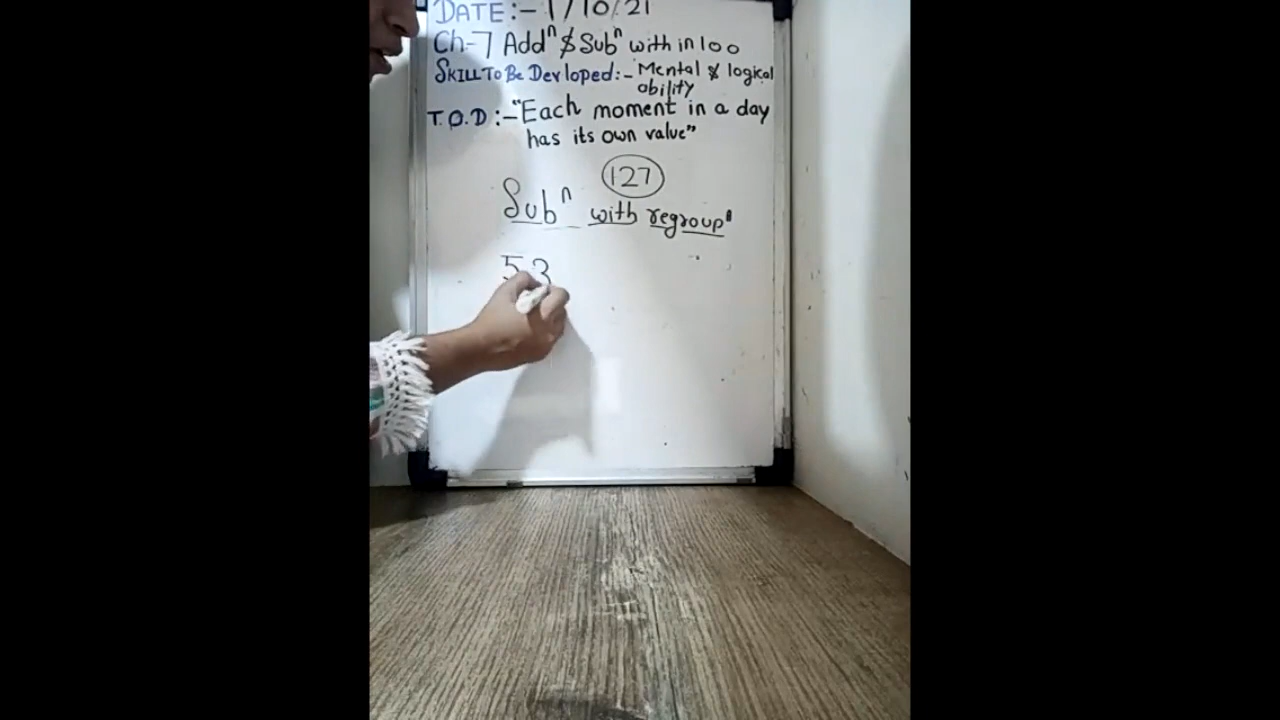 DATE:- 1/10/21
Ch-7 Addⁿ & Subⁿ with in 100
SKILL TO BE DEVLOPED:- Mental & logical
ability
T.O.D:- "Each moment in a day
has its own value"
127
Subⁿ with regroupⁿ
53